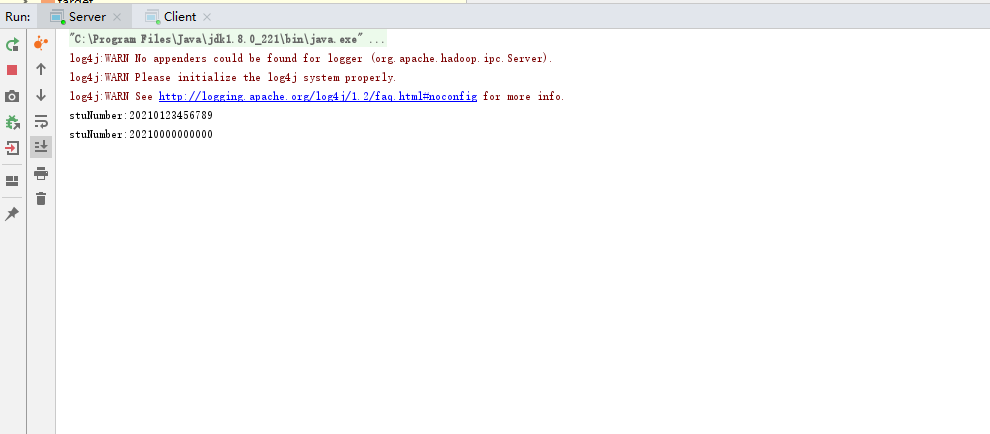 target
Run: Server Client
"C:\Program Files\Java\jdk1.8.0_221\bin\java.exe" ...
log4j:WARN No appenders could be found for logger (org.apache.hadoop.ipc.Server).
log4j:WARN Please initialize the log4j system properly.
log4j:WARN See http://logging.apache.org/log4j/1.2/faq.html#noconfig for more info.
stuNumber:20210123456789
stuNumber:20210000000000